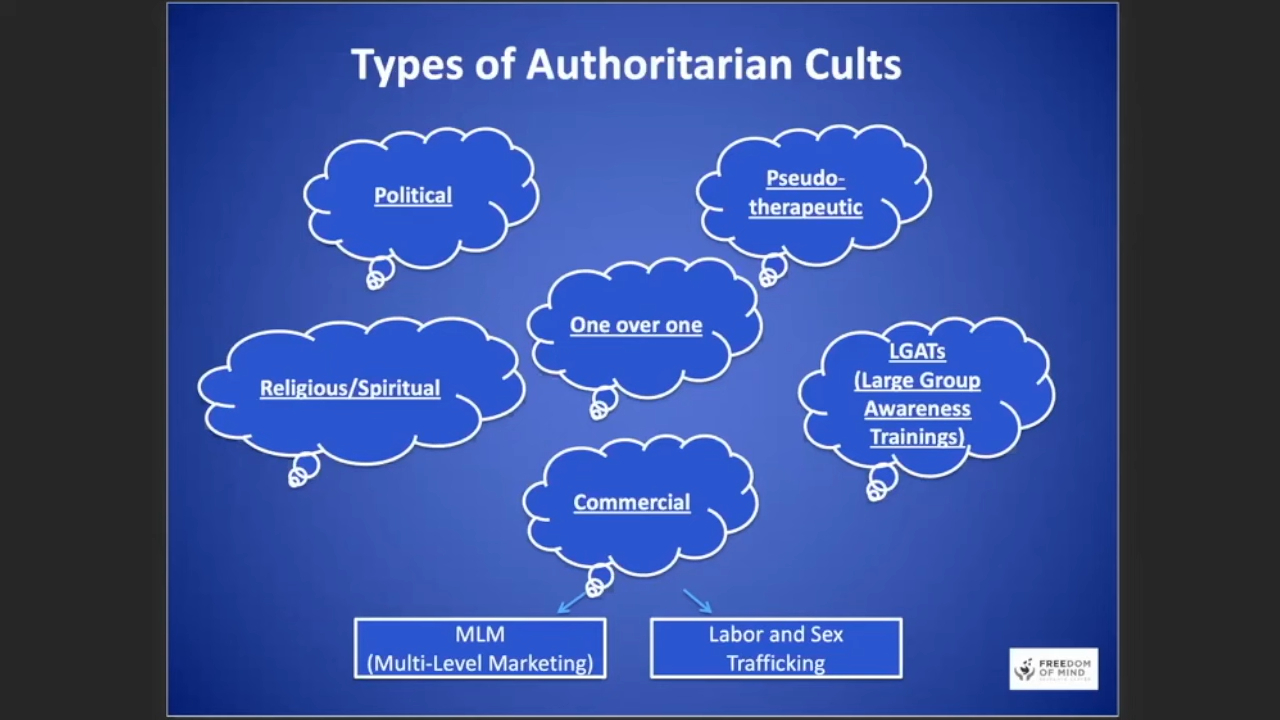 Types of Authoritarian Cults
Political
Pseudo-
therapeutic
One over one
Religious/Spiritual
LGATs
(Large Group
Awareness
Trainings)
Commercial
MLM
(Multi-Level Marketing)
Labor and Sex
Trafficking
FREEDOM
OF MIND